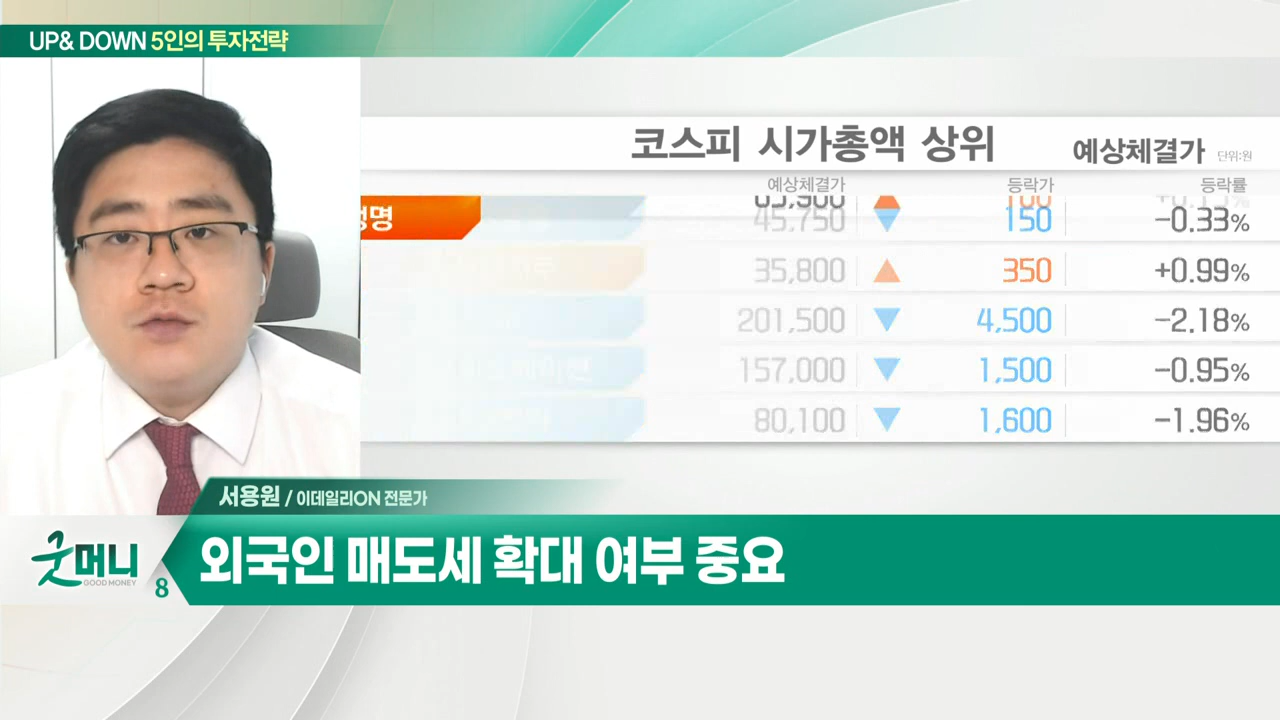 UP& DOWN 5인의 투자전략
코스피 시가총액 상위
예상체결가 단위:원
예상체결가 등락가 등락률
45,750 ▼ 150 -0.33%
35,800 ▲ 350 +0.99%
201,500 ▼ 4,500 -2.18%
157,000 ▼ 1,500 -0.95%
80,100 ▼ 1,600 -1.96%
서용원 / 이데일리ON 전문가
굿머니
GOOD MONEY
8
외국인 매도세 확대 여부 중요